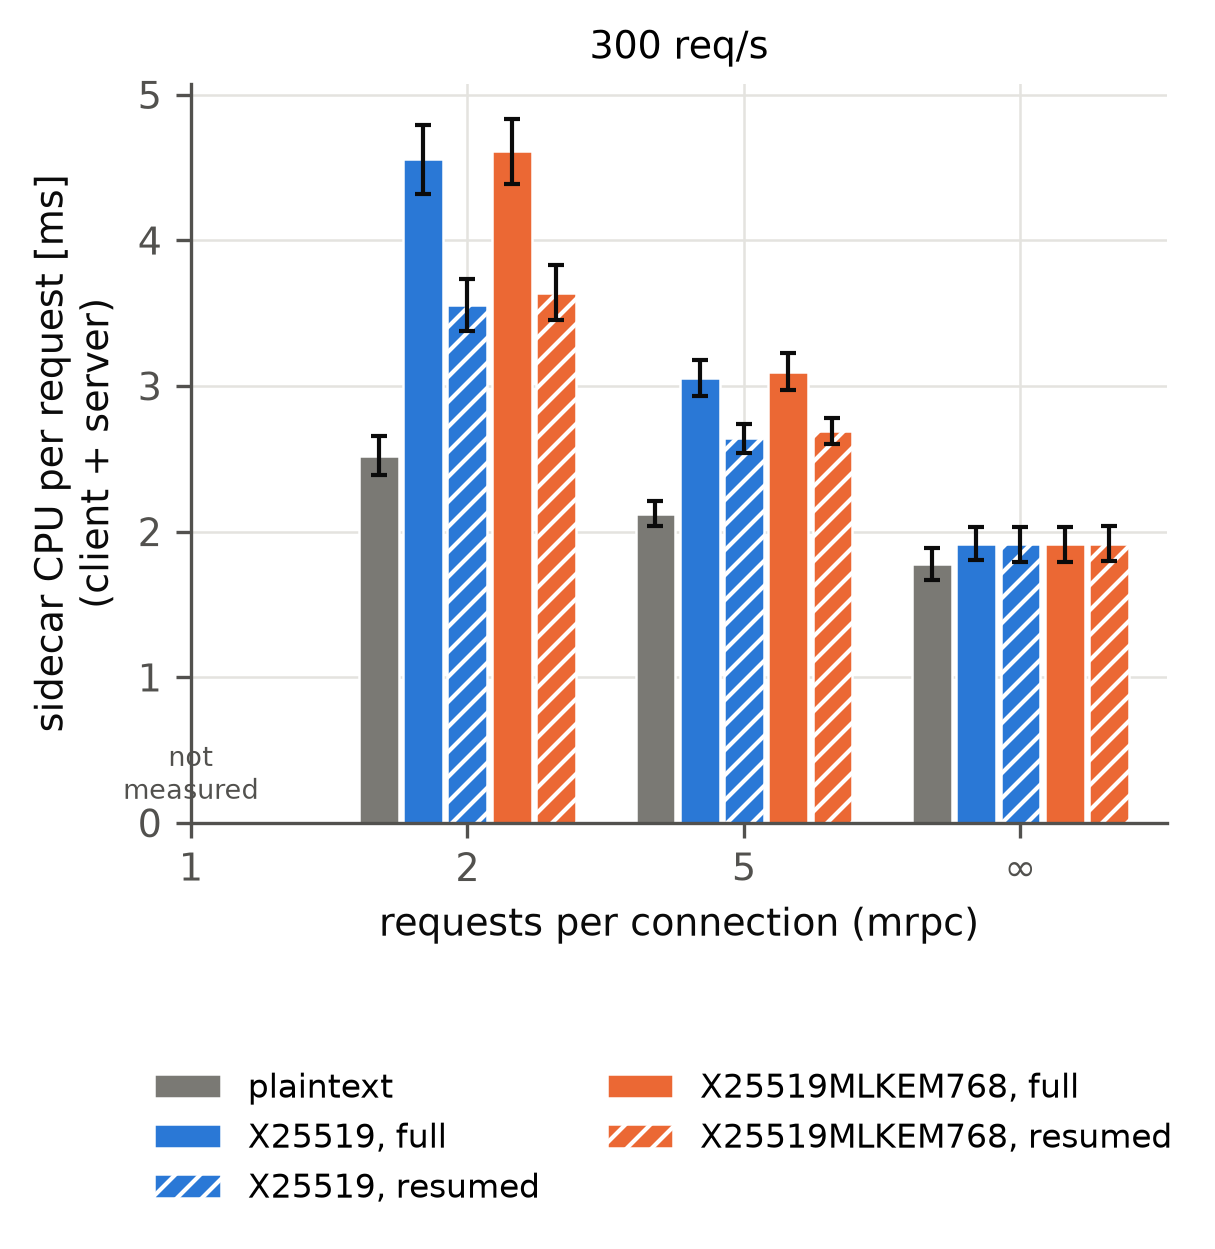 300 req/s
5
4
3
2
1
0
sidecar CPU per request [ms]
(client + server)
not
measured
1 2 5 ∞
requests per connection (mrpc)
plaintext
X25519, full
X25519, resumed
X25519MLKEM768, full
X25519MLKEM768, resumed